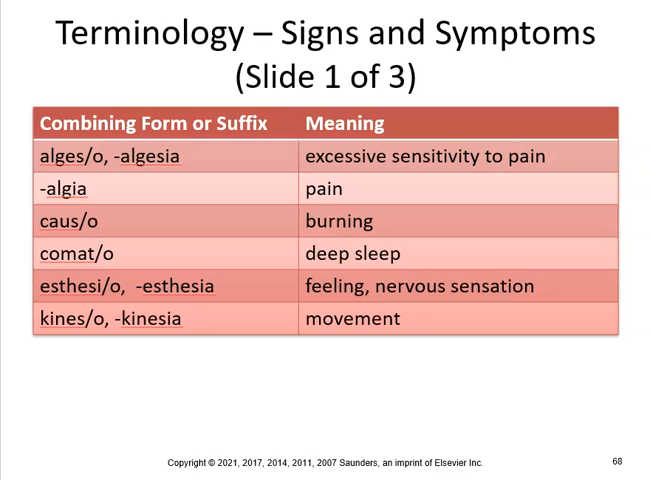 Terminology – Signs and Symptoms
(Slide 1 of 3)
Combining Form or Suffix Meaning
alges/o, -algesia excessive sensitivity to pain
-algia pain
caus/o burning
comat/o deep sleep
esthesi/o, -esthesia feeling, nervous sensation
kines/o, -kinesia movement
Copyright © 2021, 2017, 2014, 2011, 2007 Saunders, an imprint of Elsevier Inc. 68